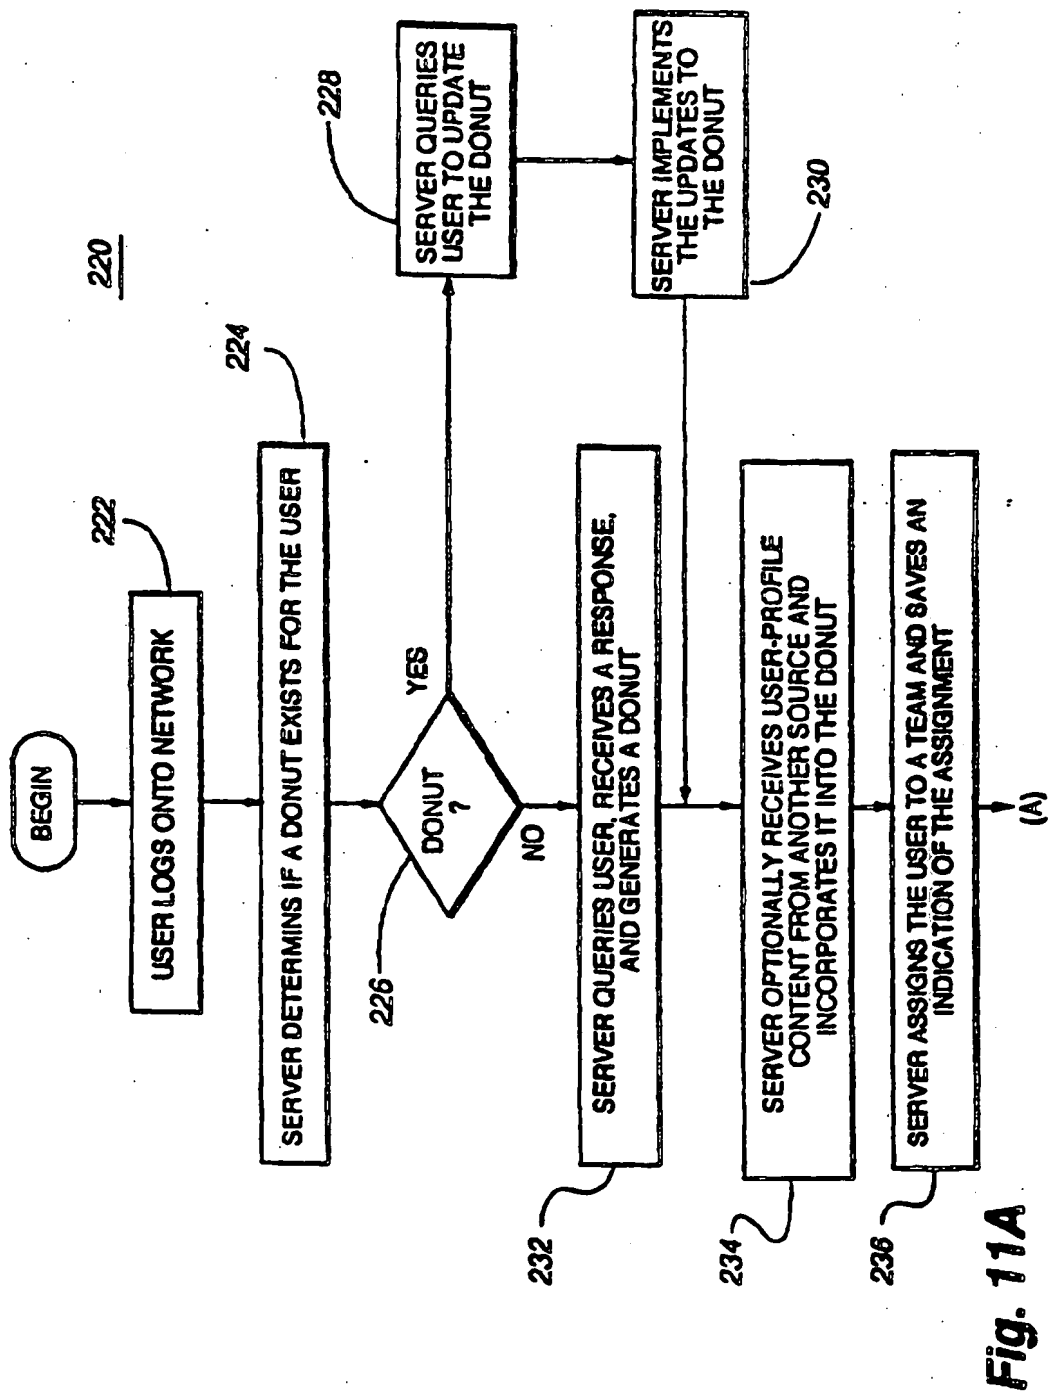 220
BEGIN
222
USER LOGS ONTO NETWORK
224
SERVER DETERMINS IF A DONUT EXISTS FOR THE USER
226
DONUT
?
YES
NO
228
SERVER QUERIES
USER TO UPDATE
THE DONUT
SERVER IMPLEMENTS
THE UPDATES TO
THE DONUT
230
232
SERVER QUERIES USER, RECEIVES A RESPONSE,
AND GENERATES A DONUT
234
SERVER OPTIONALLY RECEIVES USER-PROFILE
CONTENT FROM ANOTHER SOURCE AND
INCORPORATES IT INTO THE DONUT
236
SERVER ASSIGNS THE USER TO A TEAM AND SAVES AN
INDICATION OF THE ASSIGNMENT
(A)
Fig. 11A